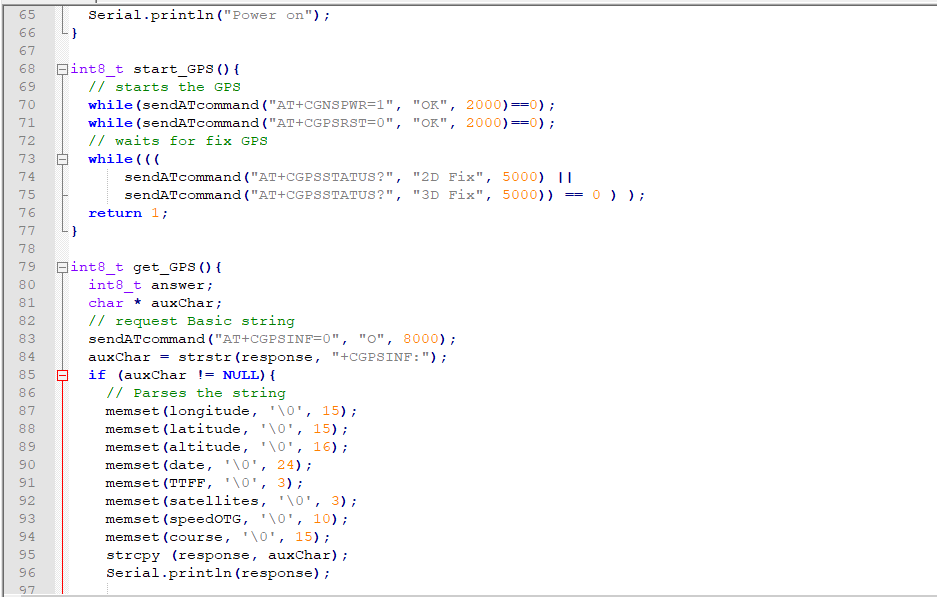 65   Serial.println("Power on");
66 }
67
68 int8_t start_GPS(){
69   // starts the GPS
70   while(sendATcommand("AT+CGNSPWR=1", "OK", 2000)==0);
71   while(sendATcommand("AT+CGPSRST=0", "OK", 2000)==0);
72   // waits for fix GPS
73   while(((
74       sendATcommand("AT+CGPSSTATUS?", "2D Fix", 5000) ||
75       sendATcommand("AT+CGPSSTATUS?", "3D Fix", 5000)) == 0 ) );
76   return 1;
77 }
78
79 int8_t get_GPS(){
80   int8_t answer;
81   char * auxChar;
82   // request Basic string
83   sendATcommand("AT+CGPSINF=0", "O", 8000);
84   auxChar = strstr(response, "+CGPSINF:");
85   if (auxChar != NULL){
86     // Parses the string
87     memset(longitude, '\0', 15);
88     memset(latitude, '\0', 15);
89     memset(altitude, '\0', 16);
90     memset(date, '\0', 24);
91     memset(TTFF, '\0', 3);
92     memset(satellites, '\0', 3);
93     memset(speedOTG, '\0', 10);
94     memset(course, '\0', 15);
95     strcpy (response, auxChar);
96     Serial.println(response);
97